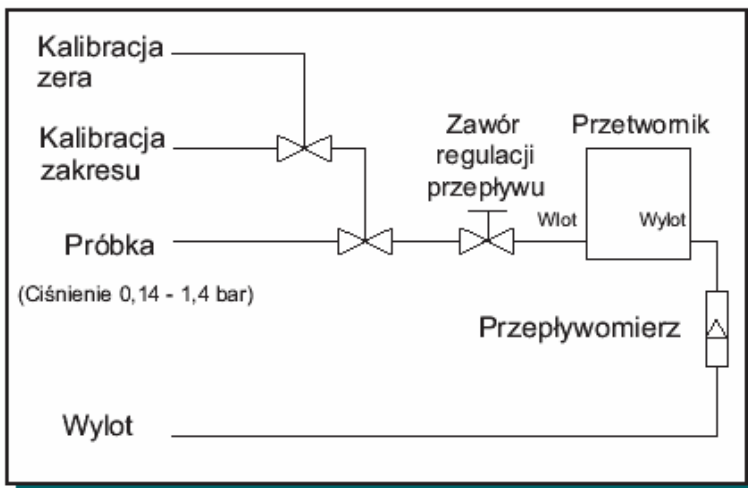 Kalibracja
zera
Kalibracja
zakresu
Zawór
regulacji
przepływu
Przetwornik
Wlot
Wylot
Próbka
(Ciśnienie 0,14 - 1,4 bar)
Przepływomierz
Wylot